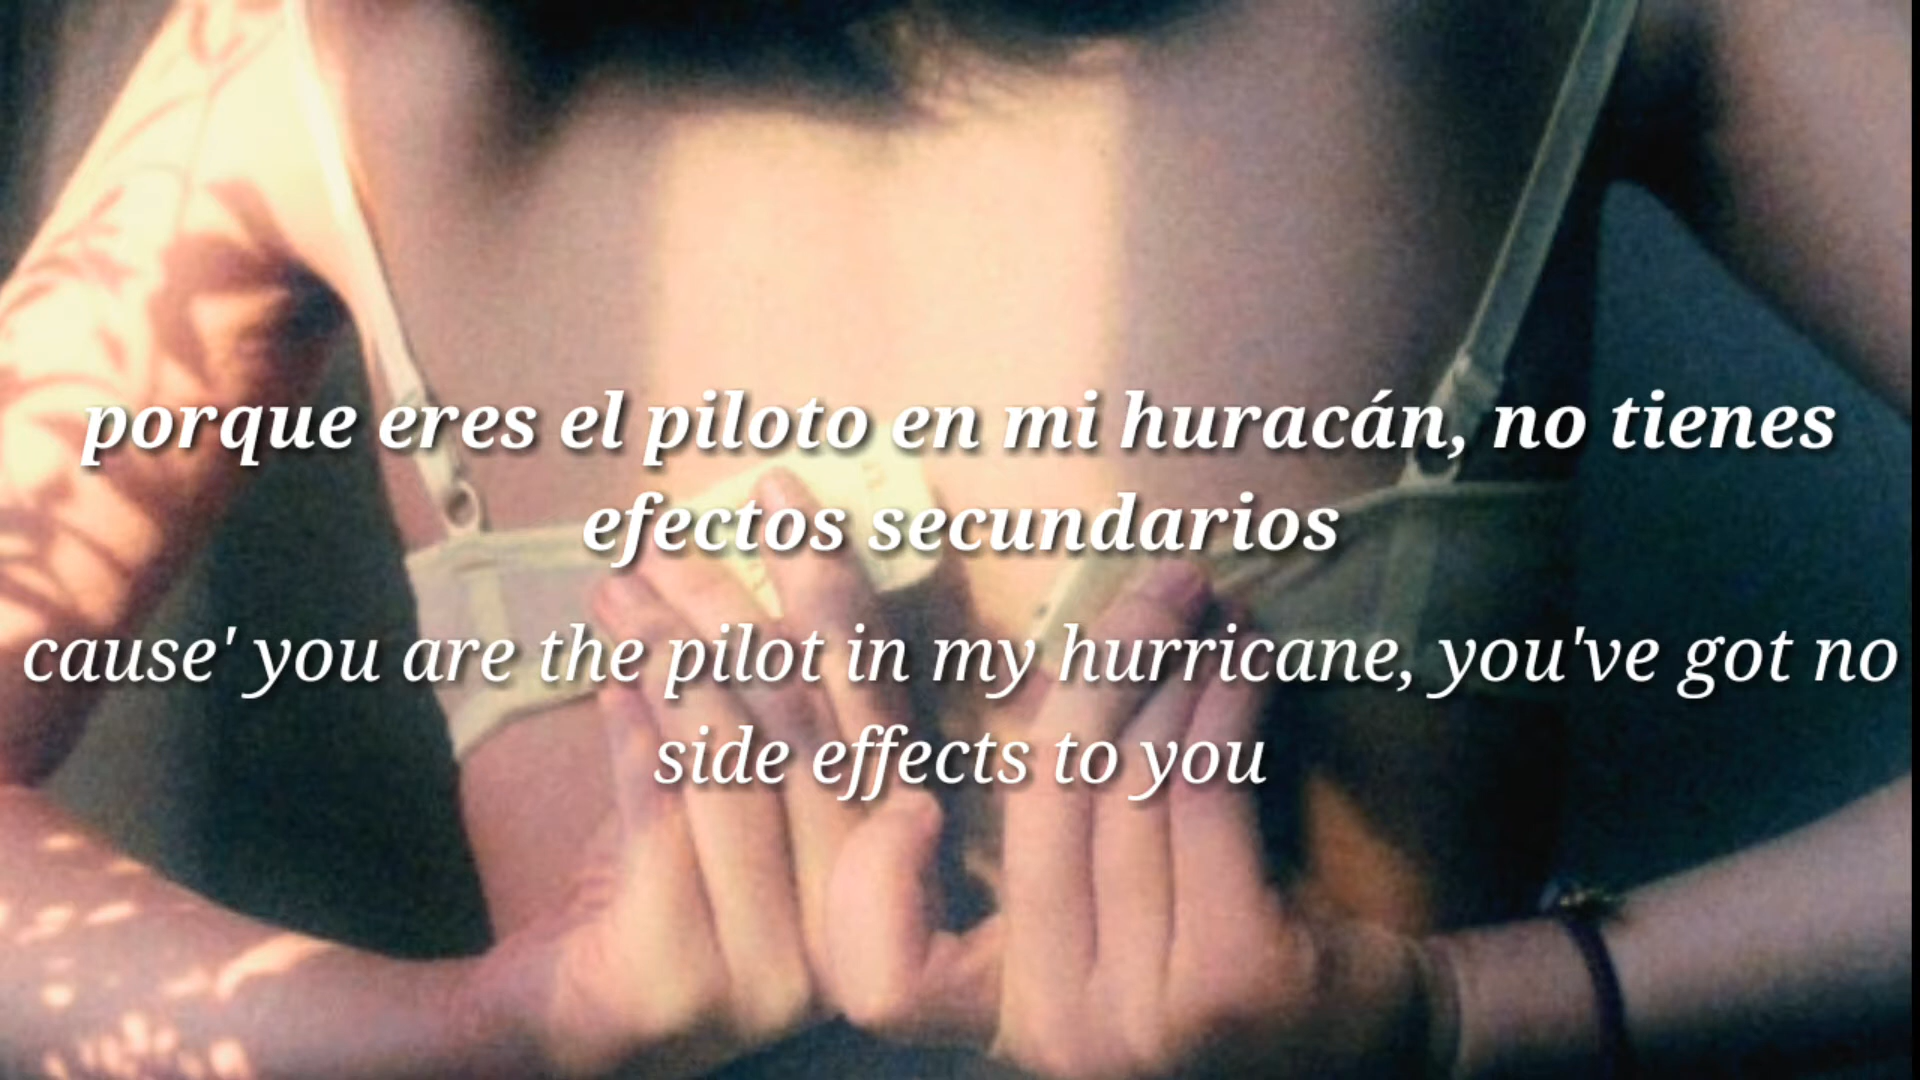 porque eres el piloto en mi huracán, no tienes
efectos secundarios
cause' you are the pilot in my hurricane, you've got no
side effects to you